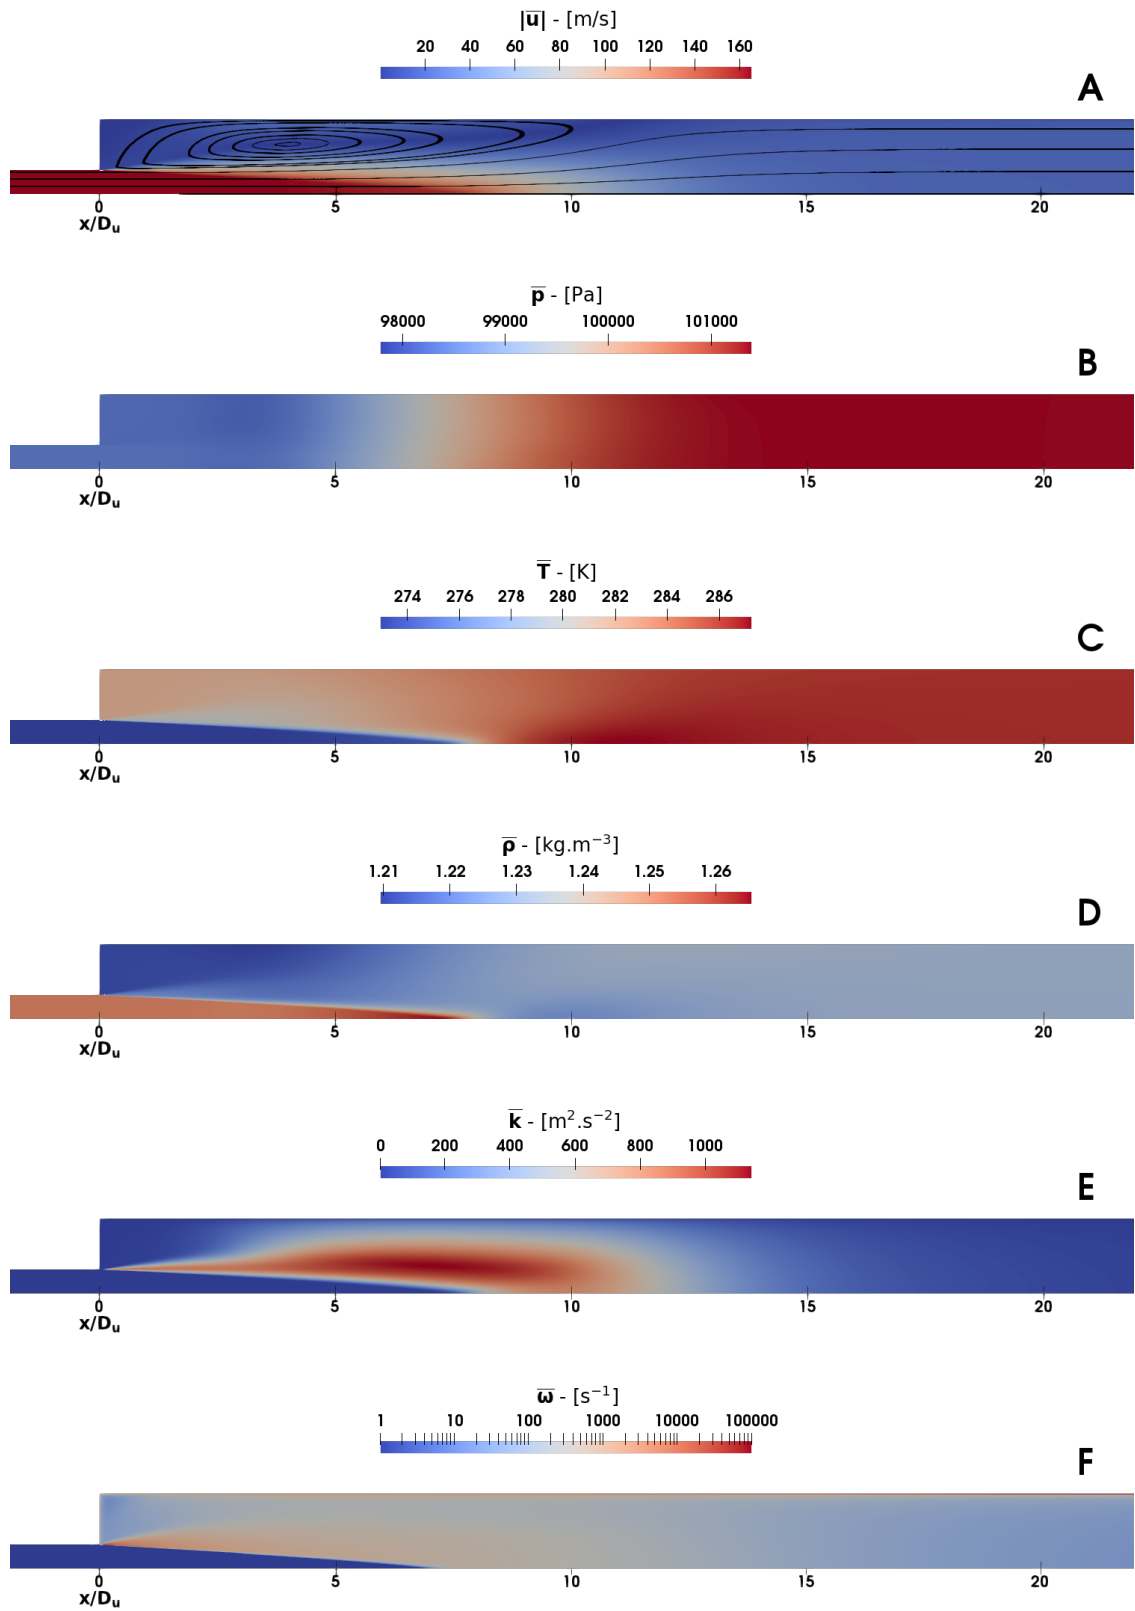 |u̅| - [m/s]
20 40 60 80 100 120 140 160
A
0 5 10 15 20
x/Dᵤ
p̅ - [Pa]
98000 99000 100000 101000
B
0 5 10 15 20
x/Dᵤ
T̅ - [K]
274 276 278 280 282 284 286
C
0 5 10 15 20
x/Dᵤ
ρ̅ - [kg.m⁻³]
1.21 1.22 1.23 1.24 1.25 1.26
D
0 5 10 15 20
x/Dᵤ
k̅ - [m².s⁻²]
0 200 400 600 800 1000
E
0 5 10 15 20
x/Dᵤ
ω̅ - [s⁻¹]
1 10 100 1000 10000 100000
F
0 5 10 15 20
x/Dᵤ